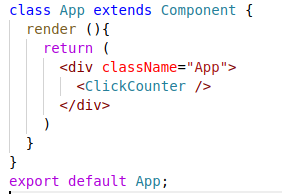 class App extends Component {
  render (){
    return (
      <div className="App">
        <ClickCounter />
      </div>
    )
  }
}
export default App;